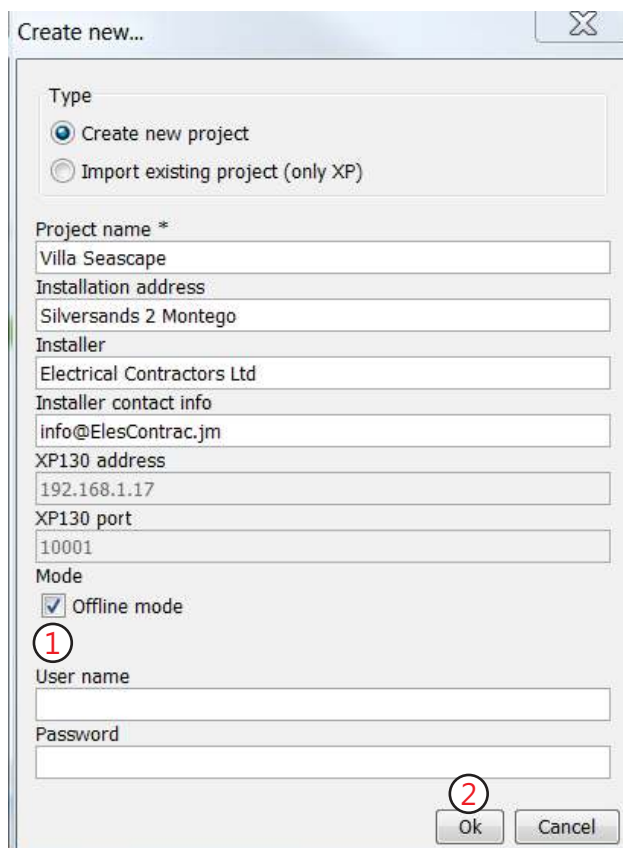 Create new...
Type
Create new project
Import existing project (only XP)
Project name *
Villa Seascape
Installation address
Silversands 2 Montego
Installer
Electrical Contractors Ltd
Installer contact info
info@ElesContrac.jm
XP130 address
192.168.1.17
XP130 port
10001
Mode
Offline mode
1
User name
Password
2
Ok Cancel